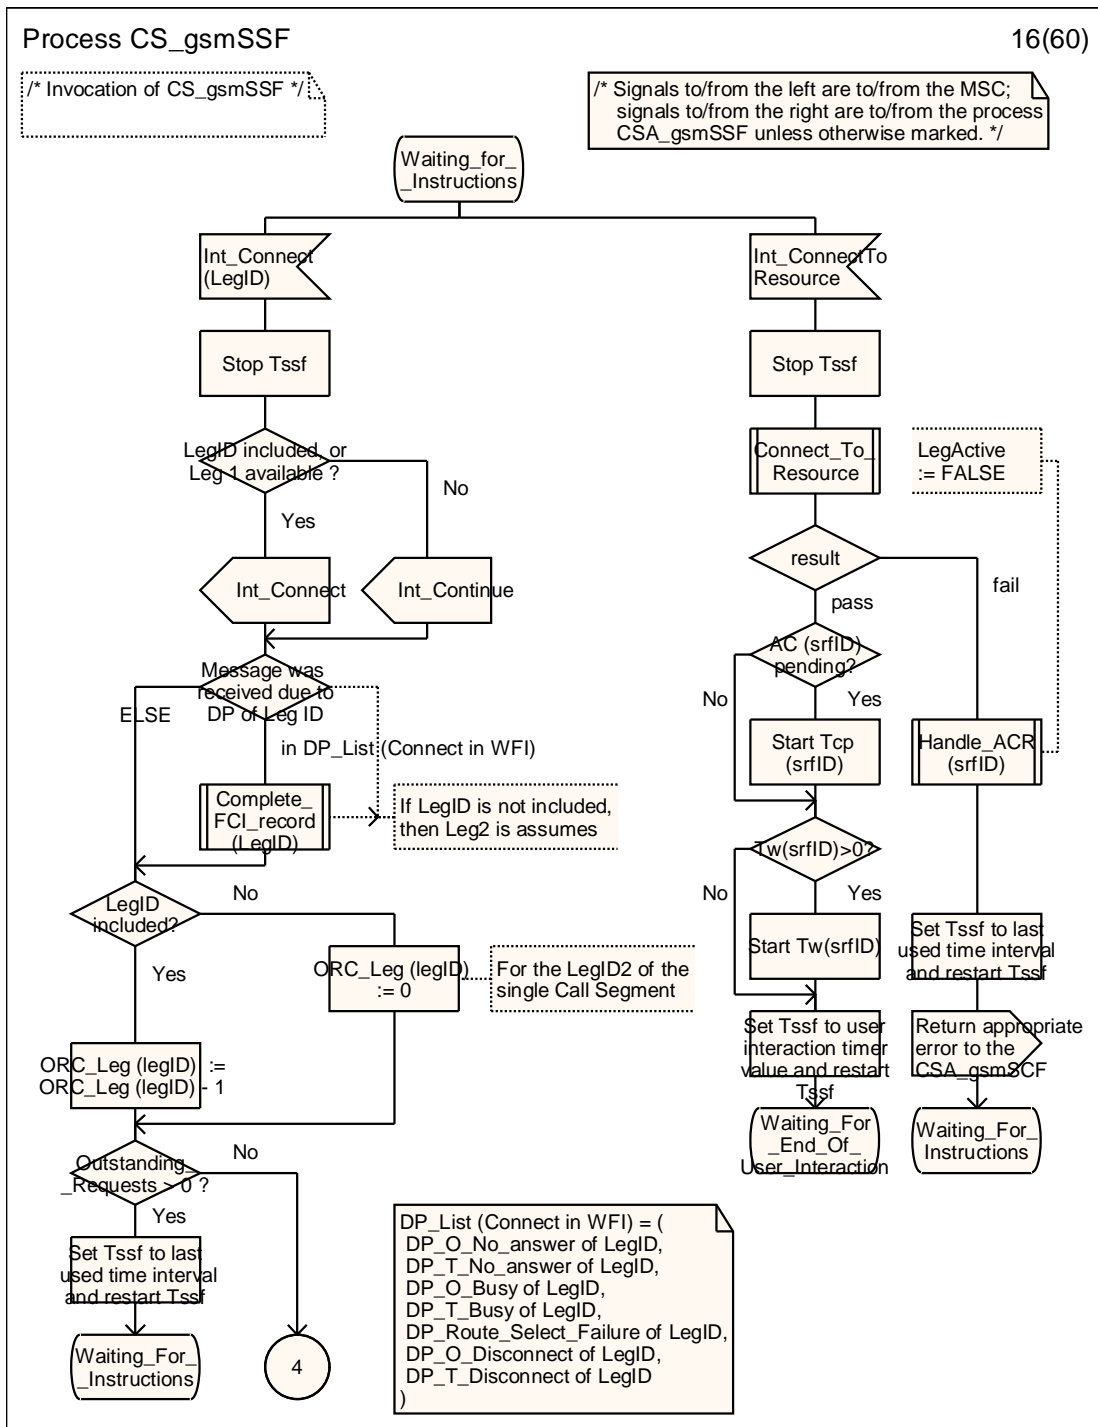 Process CS_gsmSSF
16(60)
/* Invocation of CS_gsmSSF */
/* Signals to/from the left are to/from the MSC;
signals to/from the right are to/from the process
CSA_gsmSSF unless otherwise marked. */
Waiting_for_
_Instructions
Int_Connect
(LegID)
Stop Tssf
LegID included, or
Leg 1 available ?
No
Yes
Int_Connect
Int_Continue
Message was
received due to
DP of Leg ID
ELSE
in DP_List (Connect in WFI)
Complete_
FCI_record
(LegID)
If LegID is not included,
then Leg2 is assumes
LegID
included?
No
Yes
ORC_Leg (legID)
:= 0
For the LegID2 of the
single Call Segment
ORC_Leg (legID) :=
ORC_Leg (legID) - 1
Outstanding_
_Requests > 0 ?
No
Yes
Set Tssf to last
used time interval
and restart Tssf
Waiting_For_
_Instructions
4
Int_ConnectTo
Resource
Stop Tssf
Connect_To_
Resource
LegActive
:= FALSE
result
fail
pass
AC (srfID)
pending?
No
Yes
Start Tcp
(srfID)
Handle_ACR
(srfID)
Tw(srfID)>0?
No
Yes
Start Tw(srfID)
Set Tssf to last
used time interval
and restart Tssf
Set Tssf to user
interaction timer
value and restart
Tssf
Return appropriate
error to the
CSA_gsmSCF
Waiting_For
_End_Of_
User_Interaction
Waiting_For_
Instructions
DP_List (Connect in WFI) = (
DP_O_No_answer of LegID,
DP_T_No_answer of LegID,
DP_O_Busy of LegID,
DP_T_Busy of LegID,
DP_Route_Select_Failure of LegID,
DP_O_Disconnect of LegID,
DP_T_Disconnect of LegID
)